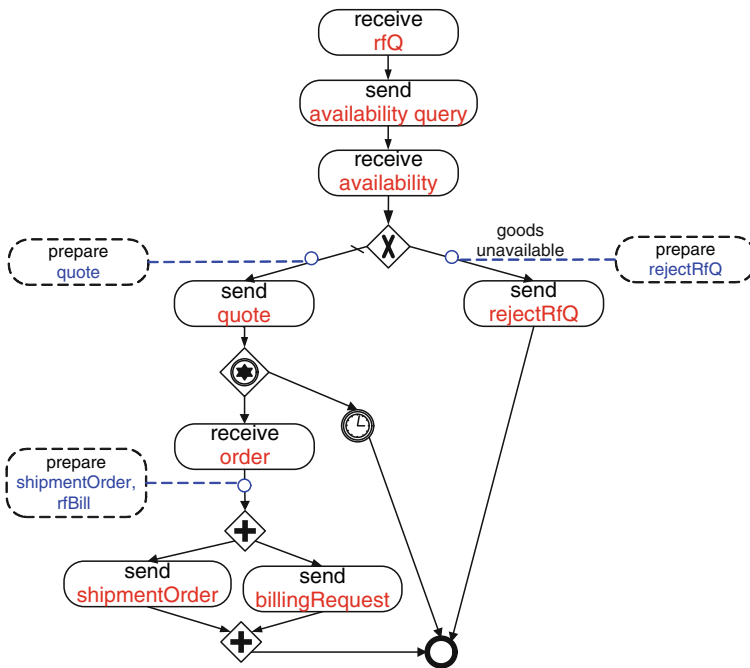 receive
rfQ
send
availability query
receive
availability
goods
unavailable
prepare
quote
prepare
rejectRfQ
send
quote
send
rejectRfQ
receive
order
prepare
shipmentOrder,
rfBill
send
shipmentOrder
send
billingRequest